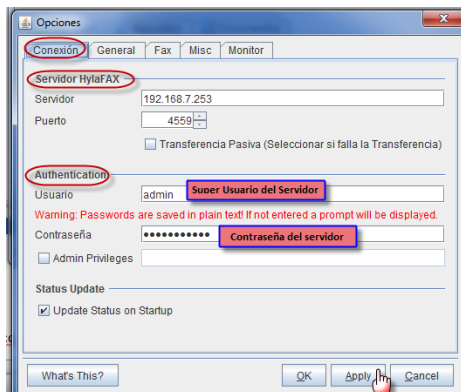 Opciones
Conexión General Fax Misc Monitor
Servidor HylaFAX
Servidor 192.168.7.253
Puerto 4559
Transferencia Pasiva (Seleccionar si falla la Transferencia)
Authentication
Usuario admin Super Usuario del Servidor
Warning: Passwords are saved in plain text! If not entered a prompt will be displayed.
Contraseña ●●●●●●●●●●● Contraseña del servidor
Admin Privileges
Status Update
Update Status on Startup
What's This? OK Apply Cancel